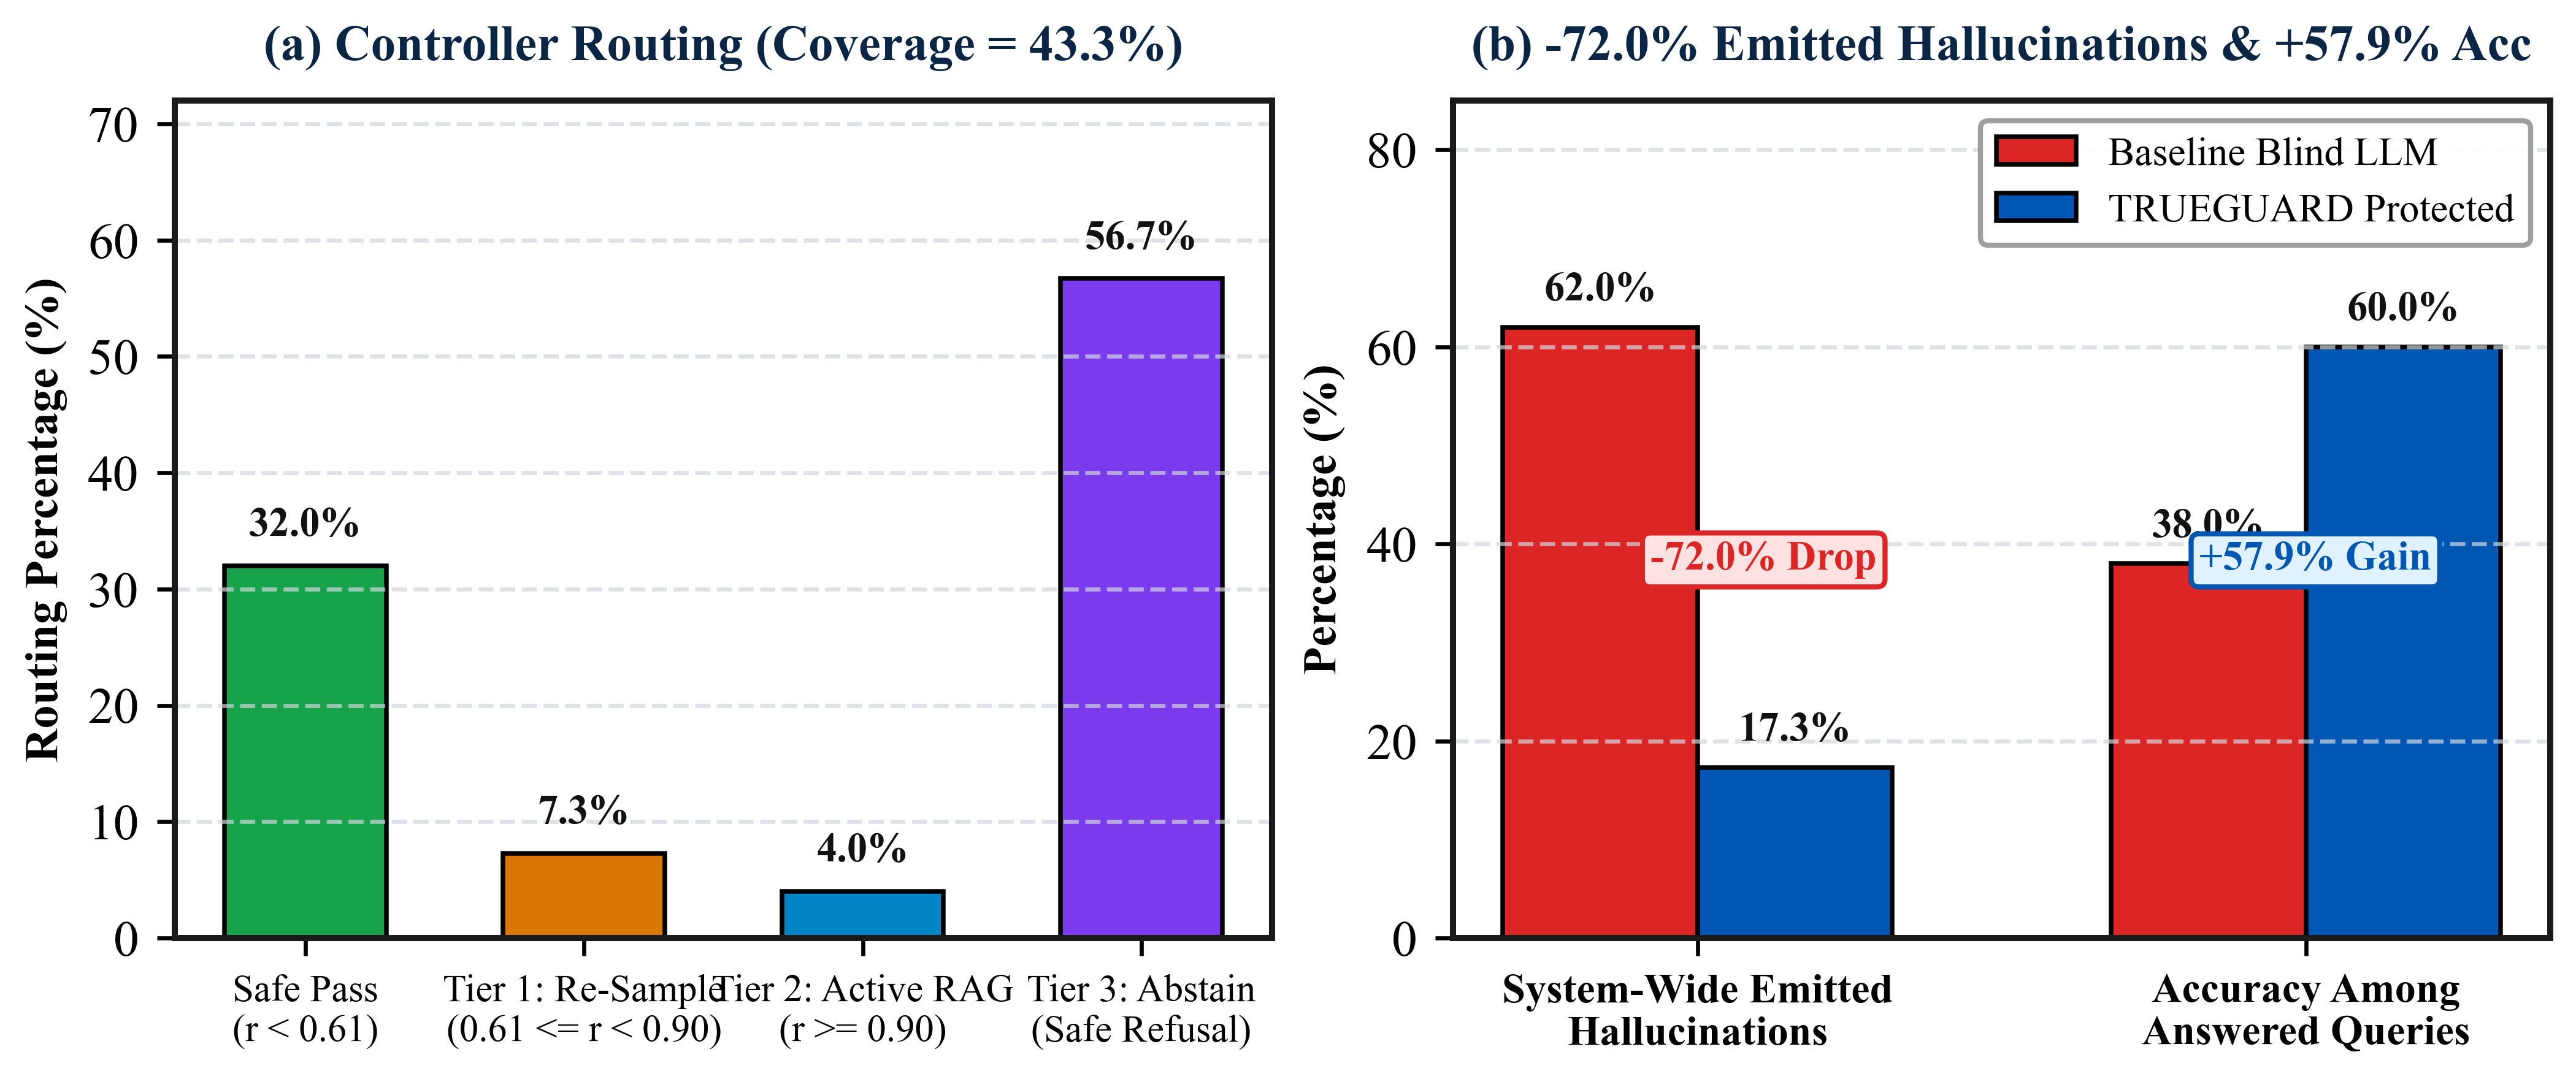 (a) Controller Routing (Coverage = 43.3%)
Routing Percentage (%)
70
60
50
40
30
20
10
0
32.0%
7.3%
4.0%
56.7%
Safe Pass
(r < 0.61)
Tier 1: Re-Sample
(0.61 <= r < 0.90)
Tier 2: Active RAG
(r >= 0.90)
Tier 3: Abstain
(Safe Refusal)
(b) -72.0% Emitted Hallucinations & +57.9% Acc
Percentage (%)
80
60
40
20
0
Baseline Blind LLM
TRUEGUARD Protected
62.0%
17.3%
38.0%
60.0%
-72.0% Drop
+57.9% Gain
System-Wide Emitted
Hallucinations
Accuracy Among
Answered Queries